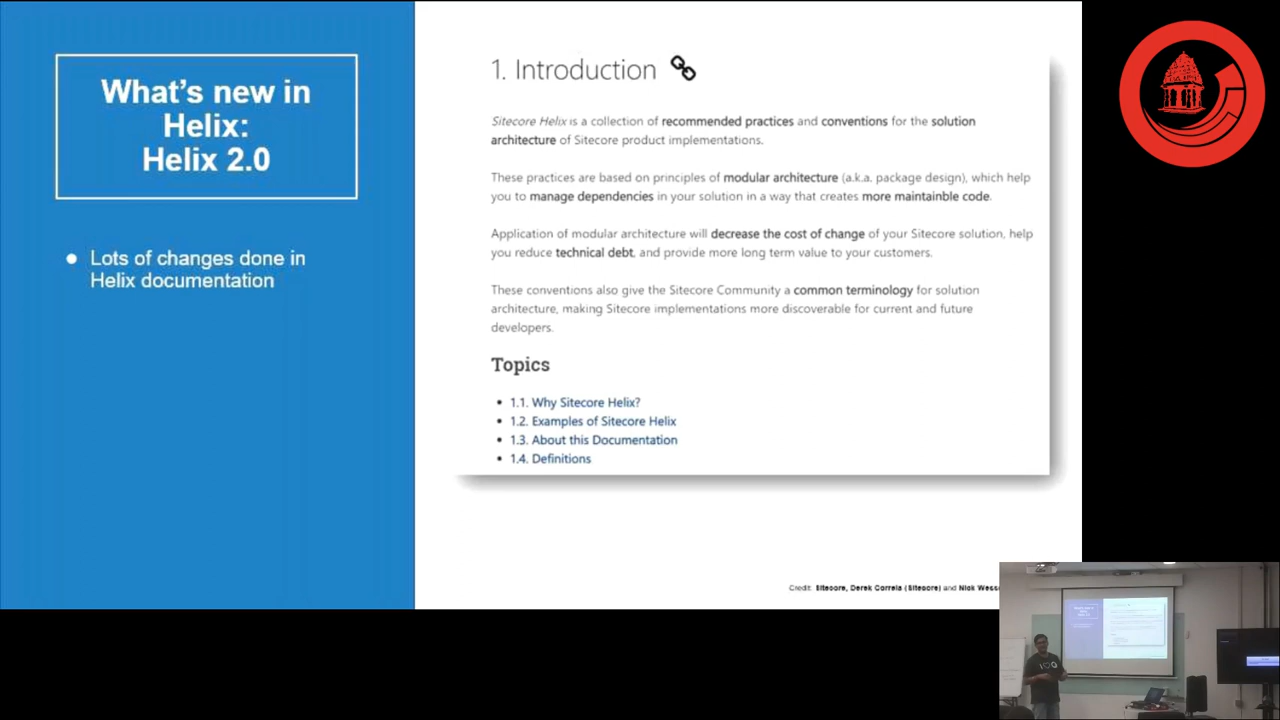 What's new in
Helix:
Helix 2.0
● Lots of changes done in
Helix documentation
1. Introduction
Sitecore Helix is a collection of recommended practices and conventions for the solution
architecture of Sitecore product implementations.
These practices are based on principles of modular architecture (a.k.a. package design), which help
you to manage dependencies in your solution in a way that creates more maintainble code.
Application of modular architecture will decrease the cost of change of your Sitecore solution, help
you reduce technical debt, and provide more long term value to your customers.
These conventions also give the Sitecore Community a common terminology for solution
architecture, making Sitecore implementations more discoverable for current and future
developers.
Topics
• 1.1. Why Sitecore Helix?
• 1.2. Examples of Sitecore Helix
• 1.3. About this Documentation
• 1.4. Definitions
Credit: Sitecore, Derek Correia (Sitecore) and Nick